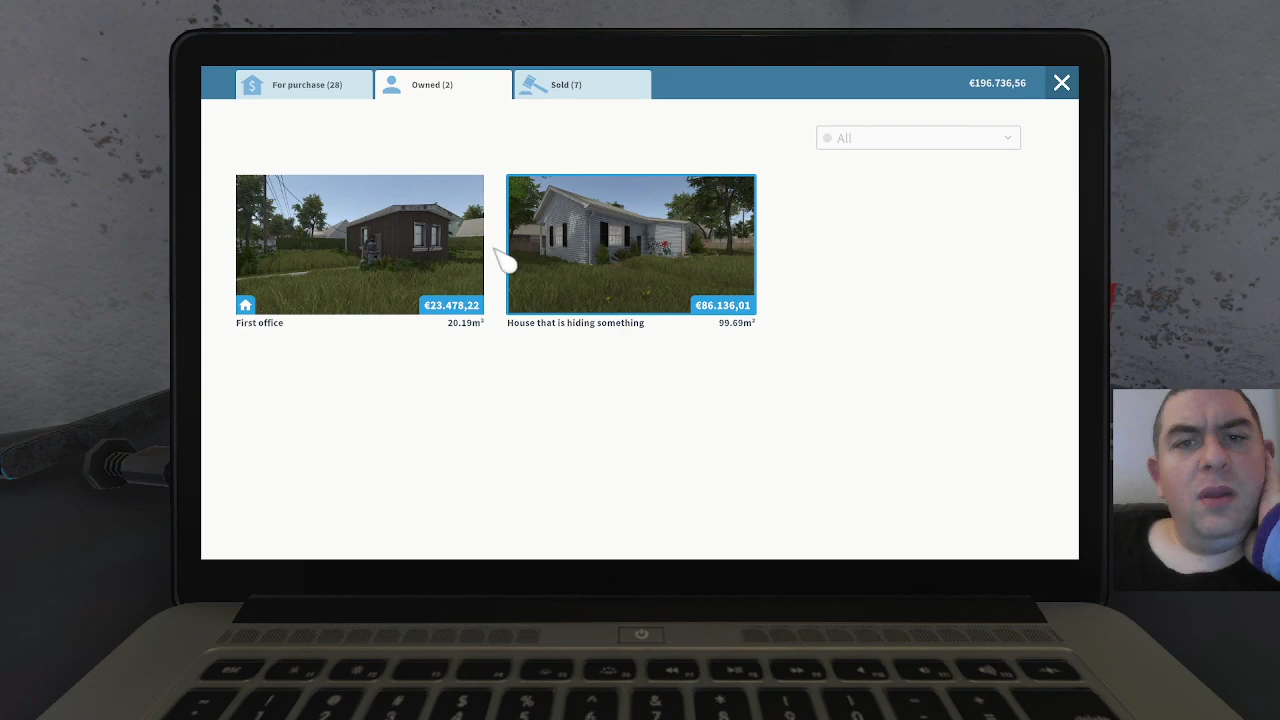 For purchase (28)
Owned (2)
Sold (7)
€196.736,56
All
€23.478,22
€86.136,01
First office
20.19m²
House that is hiding something
99.69m²
esc